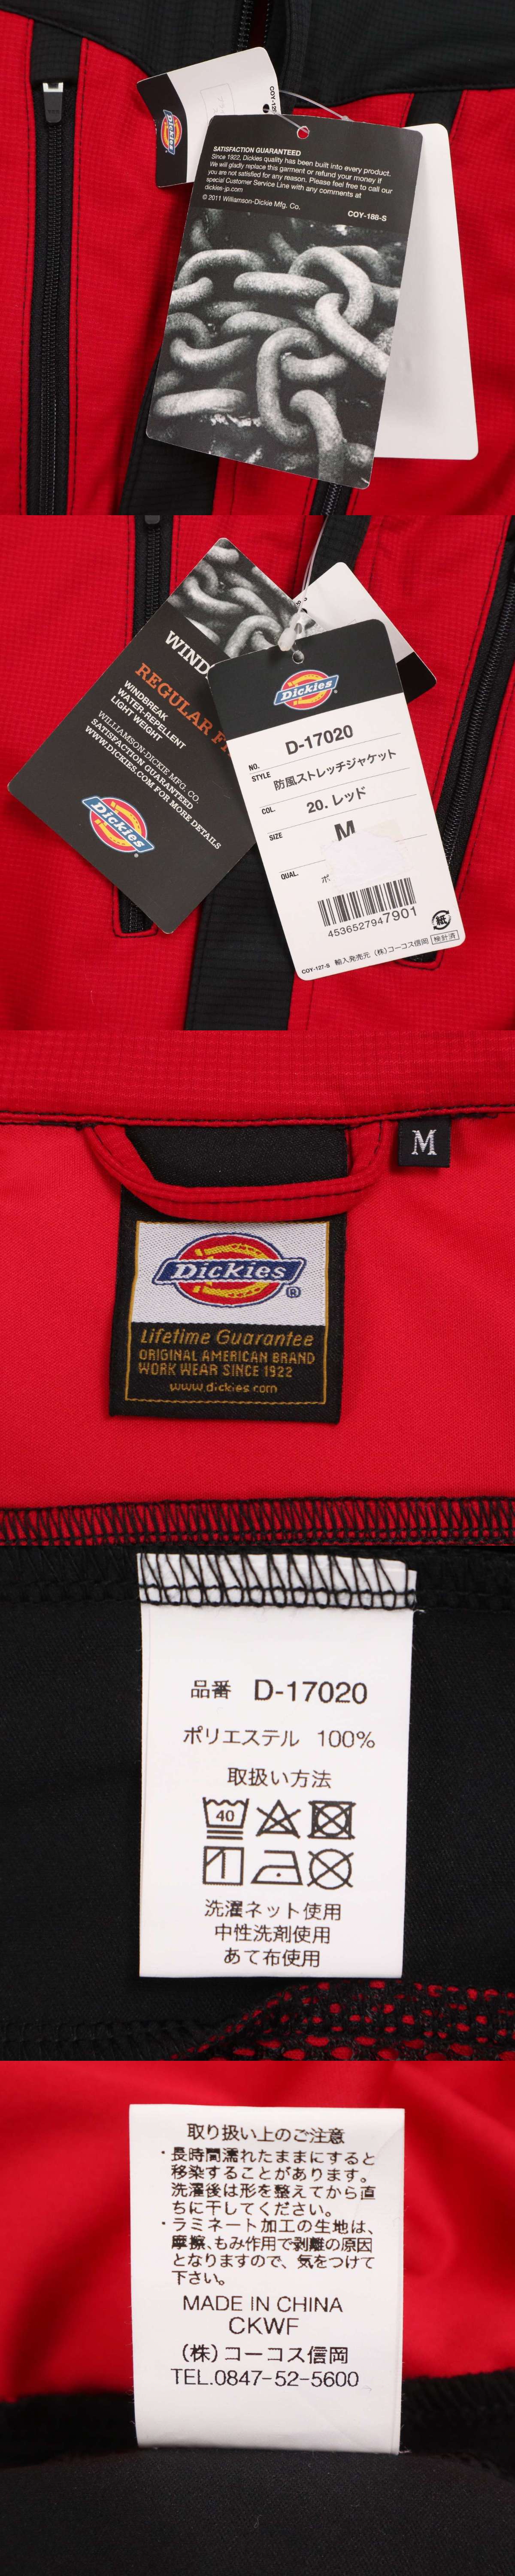 Dickies
COY-12
SATISFACTION GUARANTEED
Since 1922, Dickies quality has been built into every product.
We will gladly replace this garment or refund your money if
you are not satisfied for any reason. Please feel free to call our
special Customer Service Line with any comments at
dickies-jp.com
© 2011 Williamson-Dickie Mfg. Co.
COY-188-S
WIND
REGULAR F
WINDBREAK
WATER REPELLENT
LIGHT WEIGHT
WILLIAMSON-DICKIE MFG. CO.
SATISFACTION GUARANTEED
WWW.DICKIES.COM FOR MORE DETAILS
Dickies
Dickies
NO. D-17020
STYLE 防風ストレッチジャケット
COL. 20. レッド
SIZE M
QUAL. ポ
4536527947901
紙
検針済
COY-127-S 輸入発売元 (株)コーコス信岡
M
Dickies®
Lifetime Guarantee
ORIGINAL AMERICAN BRAND
WORK WEAR SINCE 1922
www.dickies.com
品番 D-17020
ポリエステル 100%
取扱い方法
40
洗濯ネット使用
中性洗剤使用
あて布使用
取り扱い上のご注意
・長時間濡れたままにすると
移染することがあります。
洗濯後は形を整えてから直
ちに干してください。
・ラミネート加工の生地は、
摩擦、もみ作用で剥離の原因
となりますので、気をつけて
下さい。
MADE IN CHINA
CKWF
(株)コーコス信岡
TEL.0847-52-5600